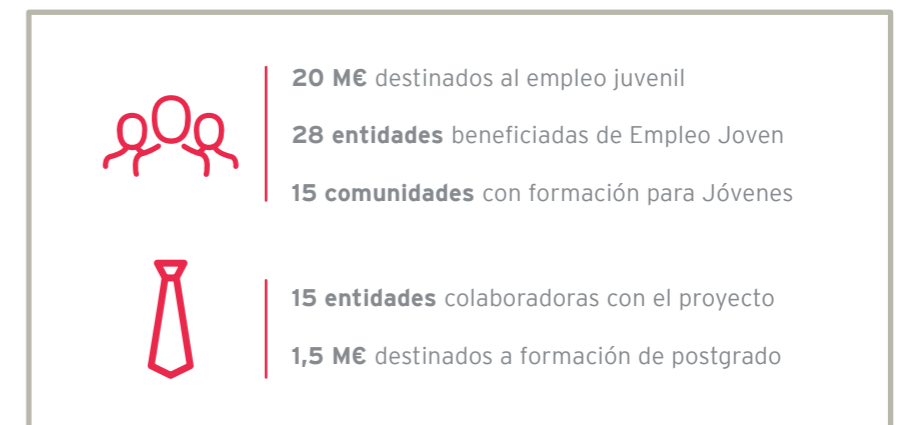 20 M€ destinados al empleo juvenil
28 entidades beneficiadas de Empleo Joven
15 comunidades con formación para Jóvenes
15 entidades colaboradoras con el proyecto
1,5 M€ destinados a formación de postgrado